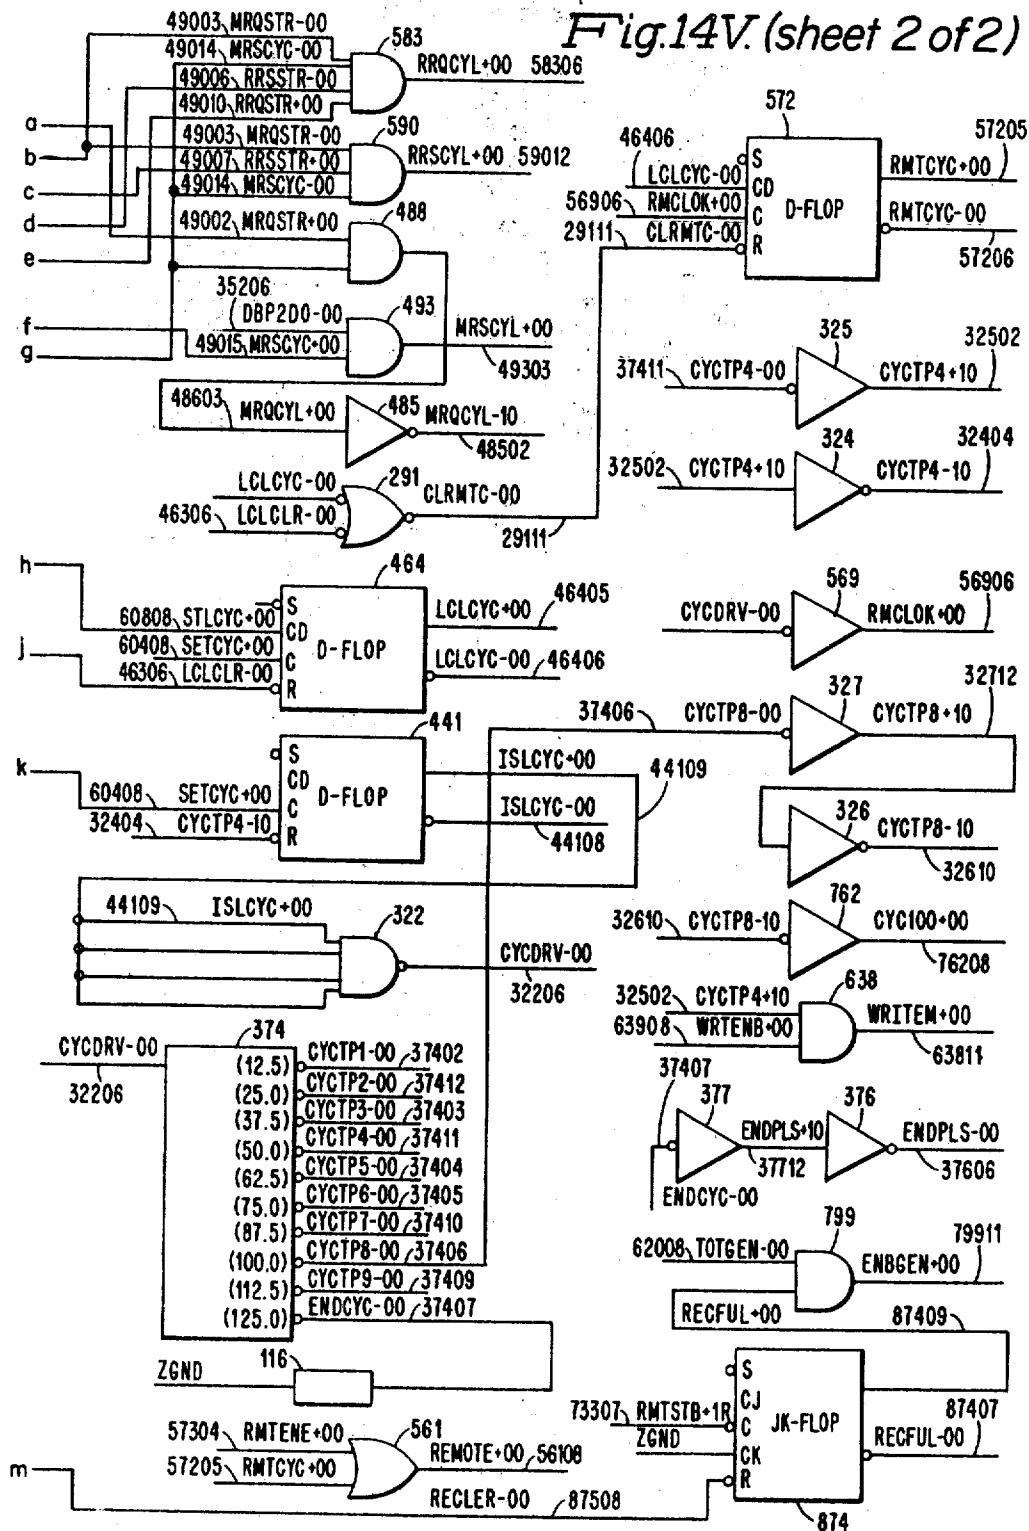 Fig.14V. (sheet 2 of 2)
49003 MRQSTR-00
49014 MRSCYC-00
49006 RRSSTR-00
49010 RRQSTR+00
583
RRQCYL+00 58306
a
b
c
d
e
f
g
49003 MRQSTR-00
49007 RRSSTR+00
49014 MRSCYC-00
590
RRSCYL+00 59012
49002 MRQSTR+00
488
35206
DBP2D0-00
49015 MRSCYC+00
493
MRSCYL+00
49303
48603
MRQCYL+00
485
MRQCYL-10
48502
LCLCYC-00
46306 LCLCLR-00
291
CLRMTC-00
29111
572
46406
LCLCYC-00
56906 RMCLOK+00
29111 CLRMTC-00
S
CD
C
R
D-FLOP
RMTCYC+00
57205
RMTCYC-00
57206
325
37411 CYCTP4-00
CYCTP4+10
32502
324
32502 CYCTP4+10
CYCTP4-10
32404
h
j
464
60808 STLCYC+00
60408 SETCYC+00
46306 LCLCLR-00
S
CD
C
R
D-FLOP
LCLCYC+00
46405
LCLCYC-00
46406
569
CYCDRV-00
RMCLOK+00
56906
k
441
60408 SETCYC+00
32404 CYCTP4-10
S
CD
C
R
D-FLOP
ISLCYC+00
44109
ISLCYC-00
44108
37406
CYCTP8-00
327
CYCTP8+10
32712
326
CYCTP8-10
32610
44109 ISLCYC+00
322
CYCDRV-00
32206
762
32610 CYCTP8-10
CYC100+00
76208
638
32502 CYCTP4+10
63908 WRTENB+00
WRITEM+00
63811
CYCDRV-00
32206
374
(12.5) CYCTP1-00 37402
(25.0) CYCTP2-00 37412
(37.5) CYCTP3-00 37403
(50.0) CYCTP4-00 37411
(62.5) CYCTP5-00 37404
(75.0) CYCTP6-00 37405
(87.5) CYCTP7-00 37410
(100.0) CYCTP8-00 37406
(112.5) CYCTP9-00 37409
(125.0) ENDCYC-00 37407
37407
377
ENDPLS+10
37712
376
ENDPLS-00
37606
ENDCYC-00
799
62008 TOTGEN-00
ENBGEN+00
79911
RECFUL+00
87409
ZGND
116
57304 RMTENE+00
57205 RMTCYC+00
561
REMOTE+00 56108
m
RECLER-00 87508
73307 RMTSTB+1R
ZGND
S
CJ
C
CK
R
JK-FLOP
RECFUL-00
87407
874